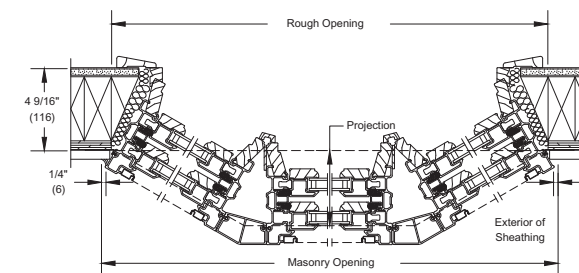 Rough Opening
4 9/16"
(116)
Projection
1/4"
(6)
Exterior of
Sheathing
Masonry Opening